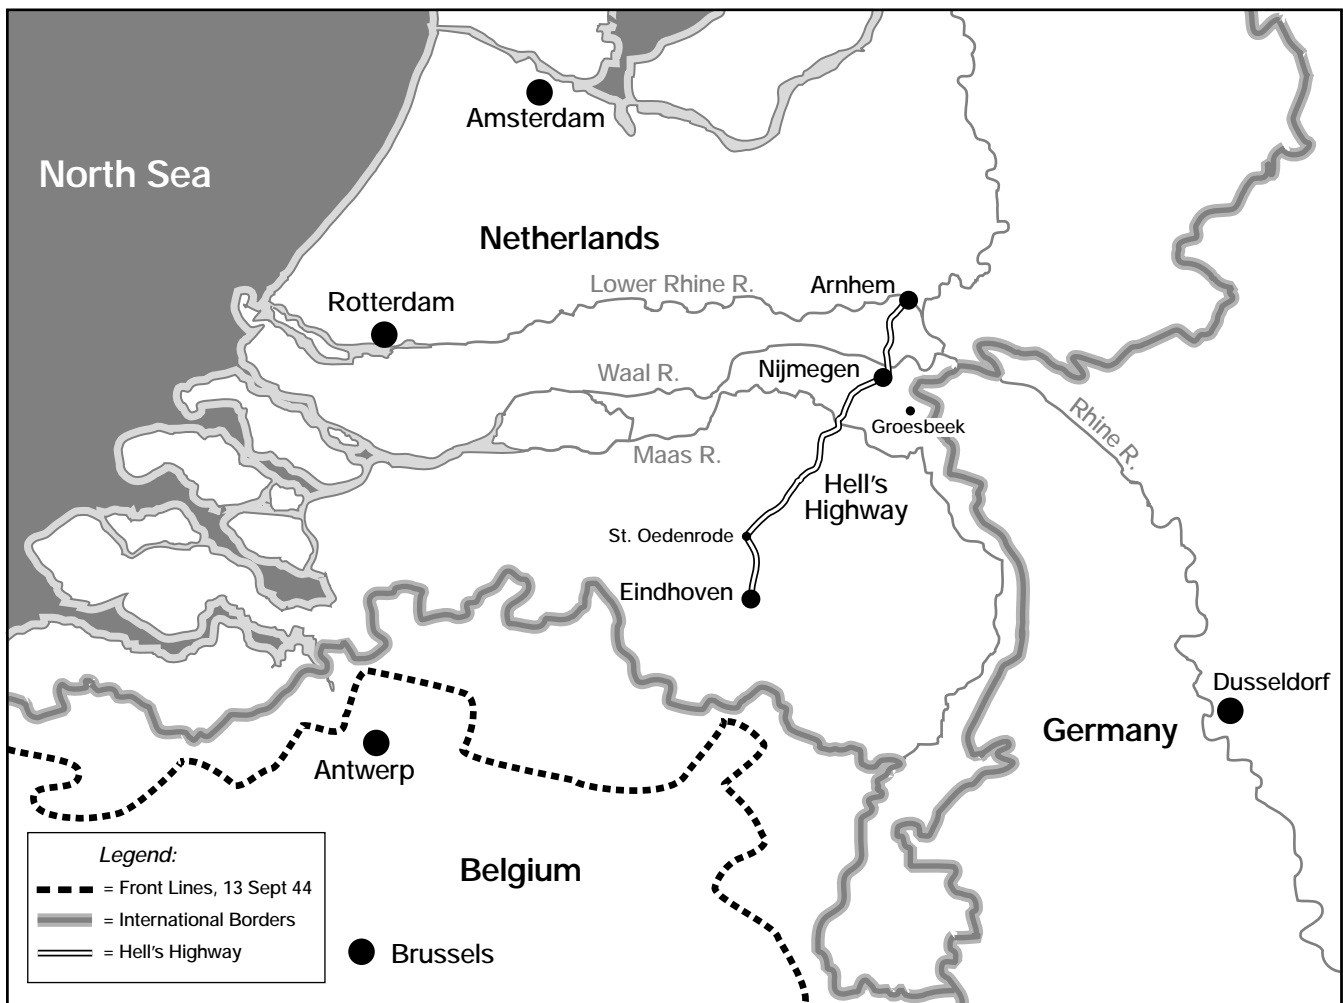 Amsterdam
North Sea
Netherlands
Lower Rhine R.
Arnhem
Rotterdam
Waal R.
Nijmegen
Groesbeek
Rhine R.
Maas R.
Hell's
Highway
St. Oedenrode
Eindhoven
Dusseldorf
Germany
Antwerp
Belgium
Brussels
Legend:
= Front Lines, 13 Sept 44
= International Borders
= Hell's Highway